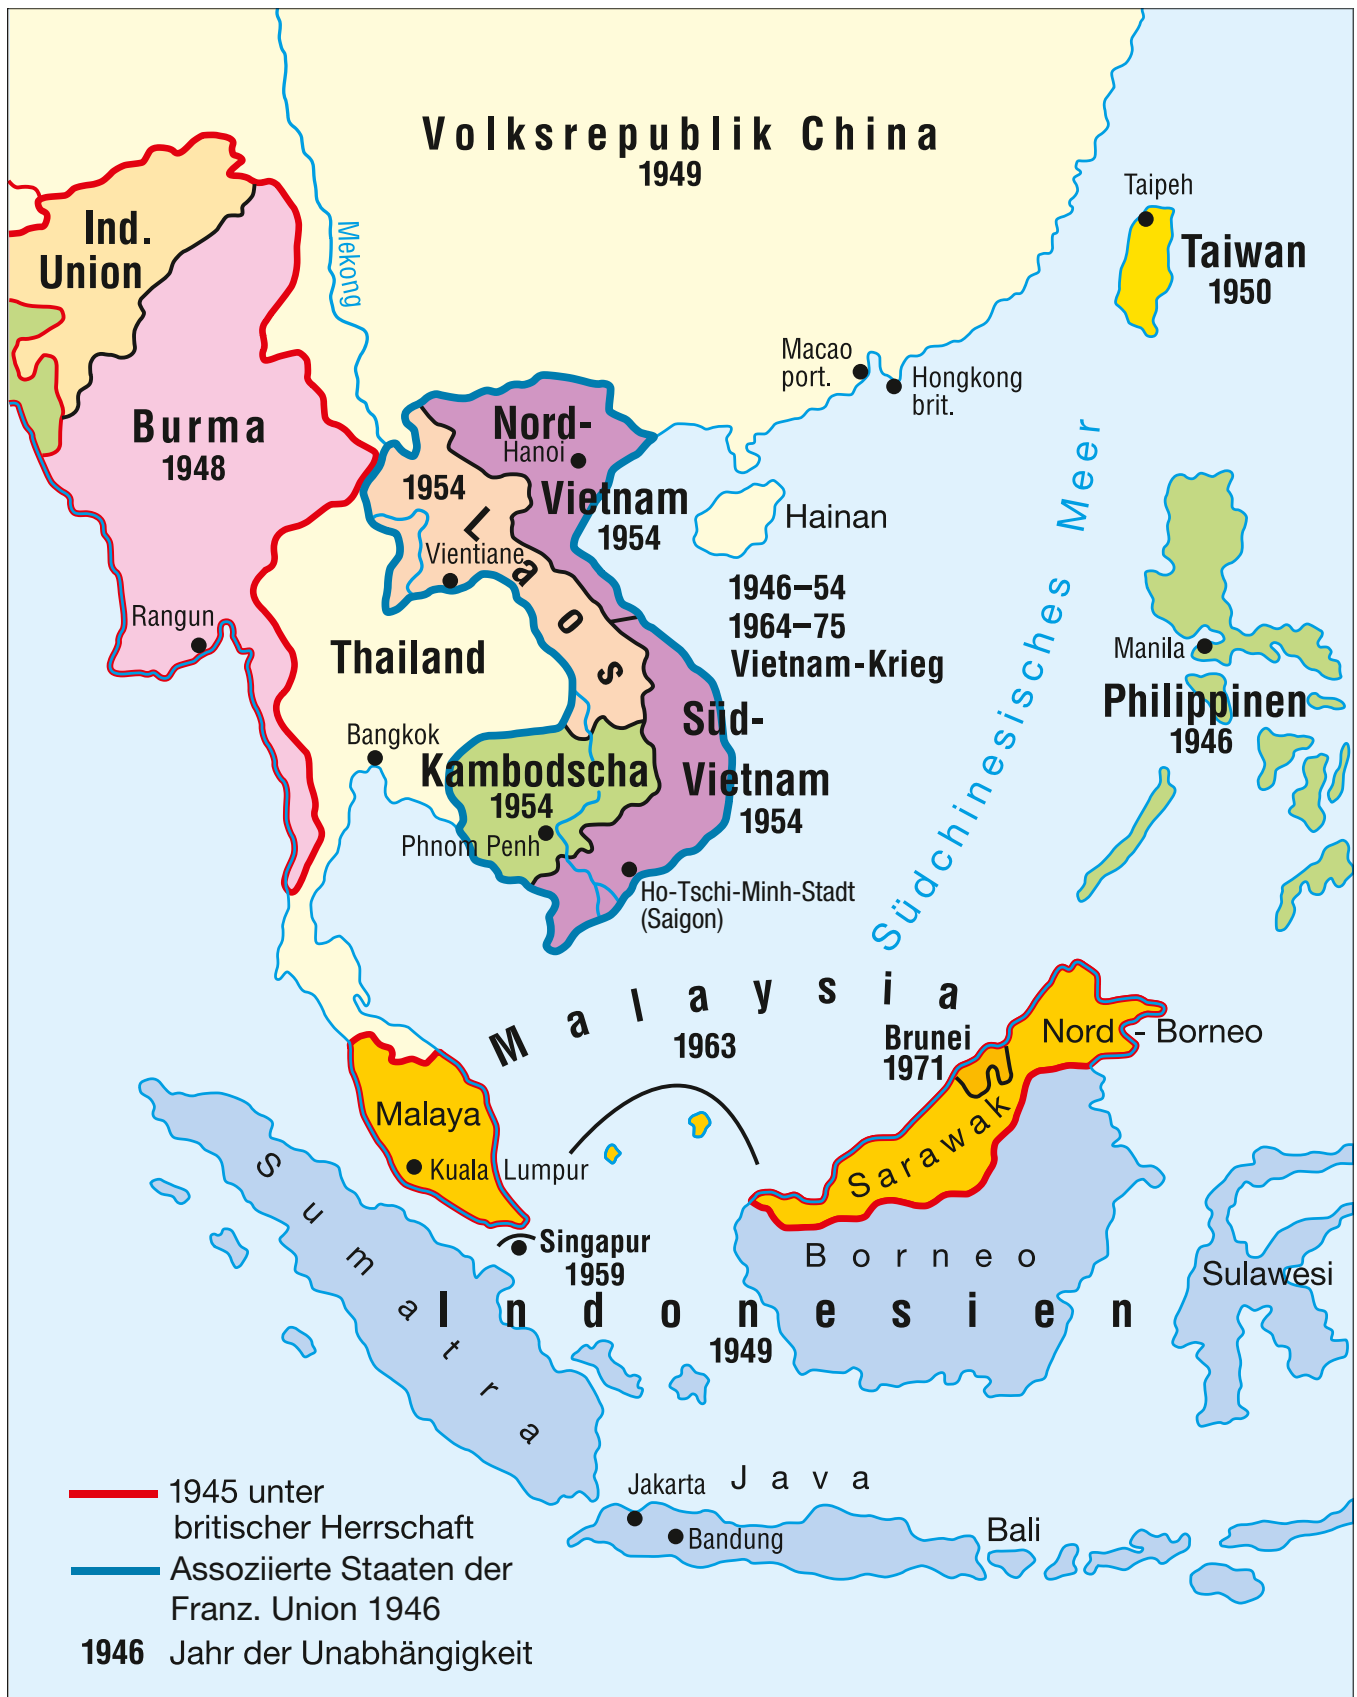 Volksrepublik China
1949
Taipeh
Taiwan
1950
Ind.
Union
Mekong
Macao
port.
Hongkong
brit.
Burma
1948
Nord-
Hanoi
Vietnam
1954
1954
Laos
Vientiane
Hainan
Südchinesisches Meer
1946–54
1964–75
Vietnam-Krieg
Rangun
Thailand
Manila
Philippinen
1946
Süd-
Vietnam
1954
Bangkok
Kambodscha
1954
Phnom Penh
Ho-Tschi-Minh-Stadt
(Saigon)
Malaysia
1963
Brunei
1971
Nord - Borneo
Sarawak
Malaya
Kuala Lumpur
Singapur
1959
Sumatra
Borneo
Sulawesi
Indonesien
1949
Jakarta
Java
Bandung
Bali
1945 unter
britischer Herrschaft
Assoziierte Staaten der
Franz. Union 1946
1946 Jahr der Unabhängigkeit